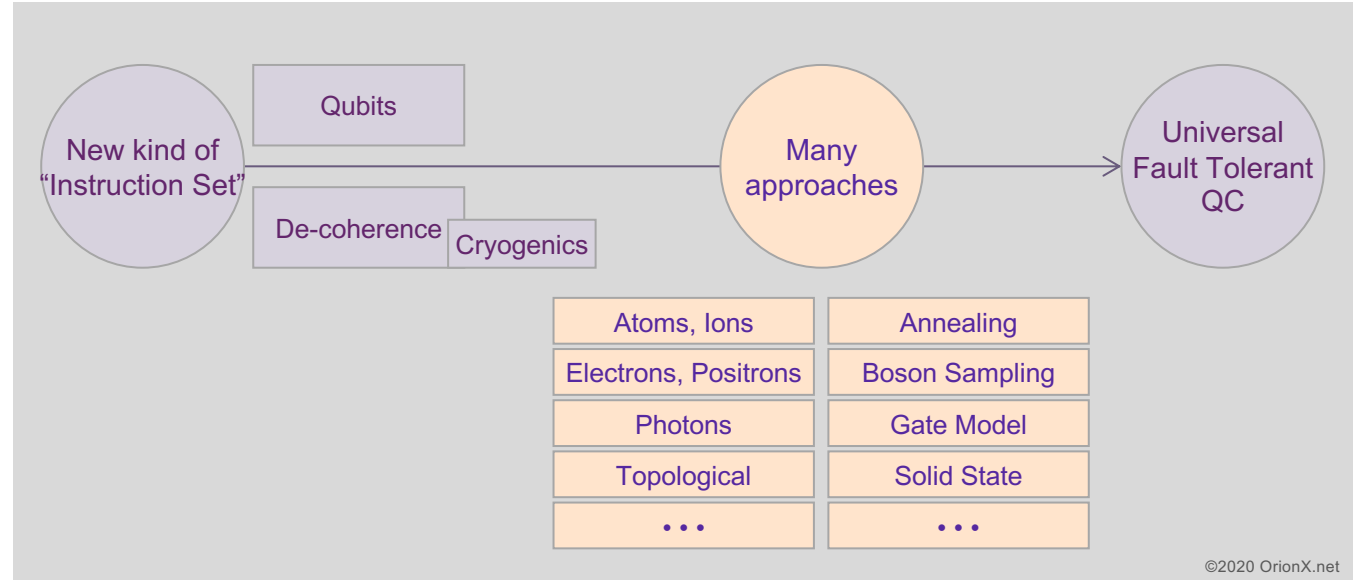 New kind of
“Instruction Set”
Qubits
De-coherence
Cryogenics
Many
approaches
Universal
Fault Tolerant
QC
Atoms, Ions
Annealing
Electrons, Positrons
Boson Sampling
Photons
Gate Model
Topological
Solid State
• • •
• • •
©2020 OrionX.net